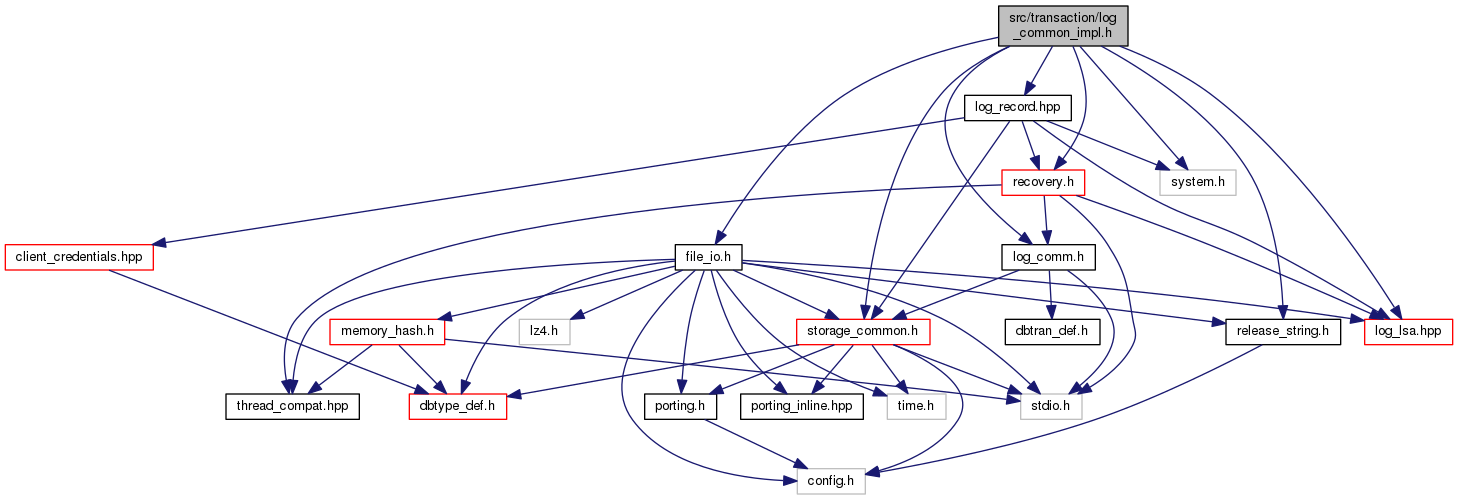 src/transaction/log
_common_impl.h
log_record.hpp
recovery.h
system.h
client_credentials.hpp
file_io.h
log_comm.h
memory_hash.h
lz4.h
storage_common.h
dbtran_def.h
release_string.h
log_lsa.hpp
thread_compat.hpp
dbtype_def.h
porting.h
porting_inline.hpp
time.h
stdio.h
config.h